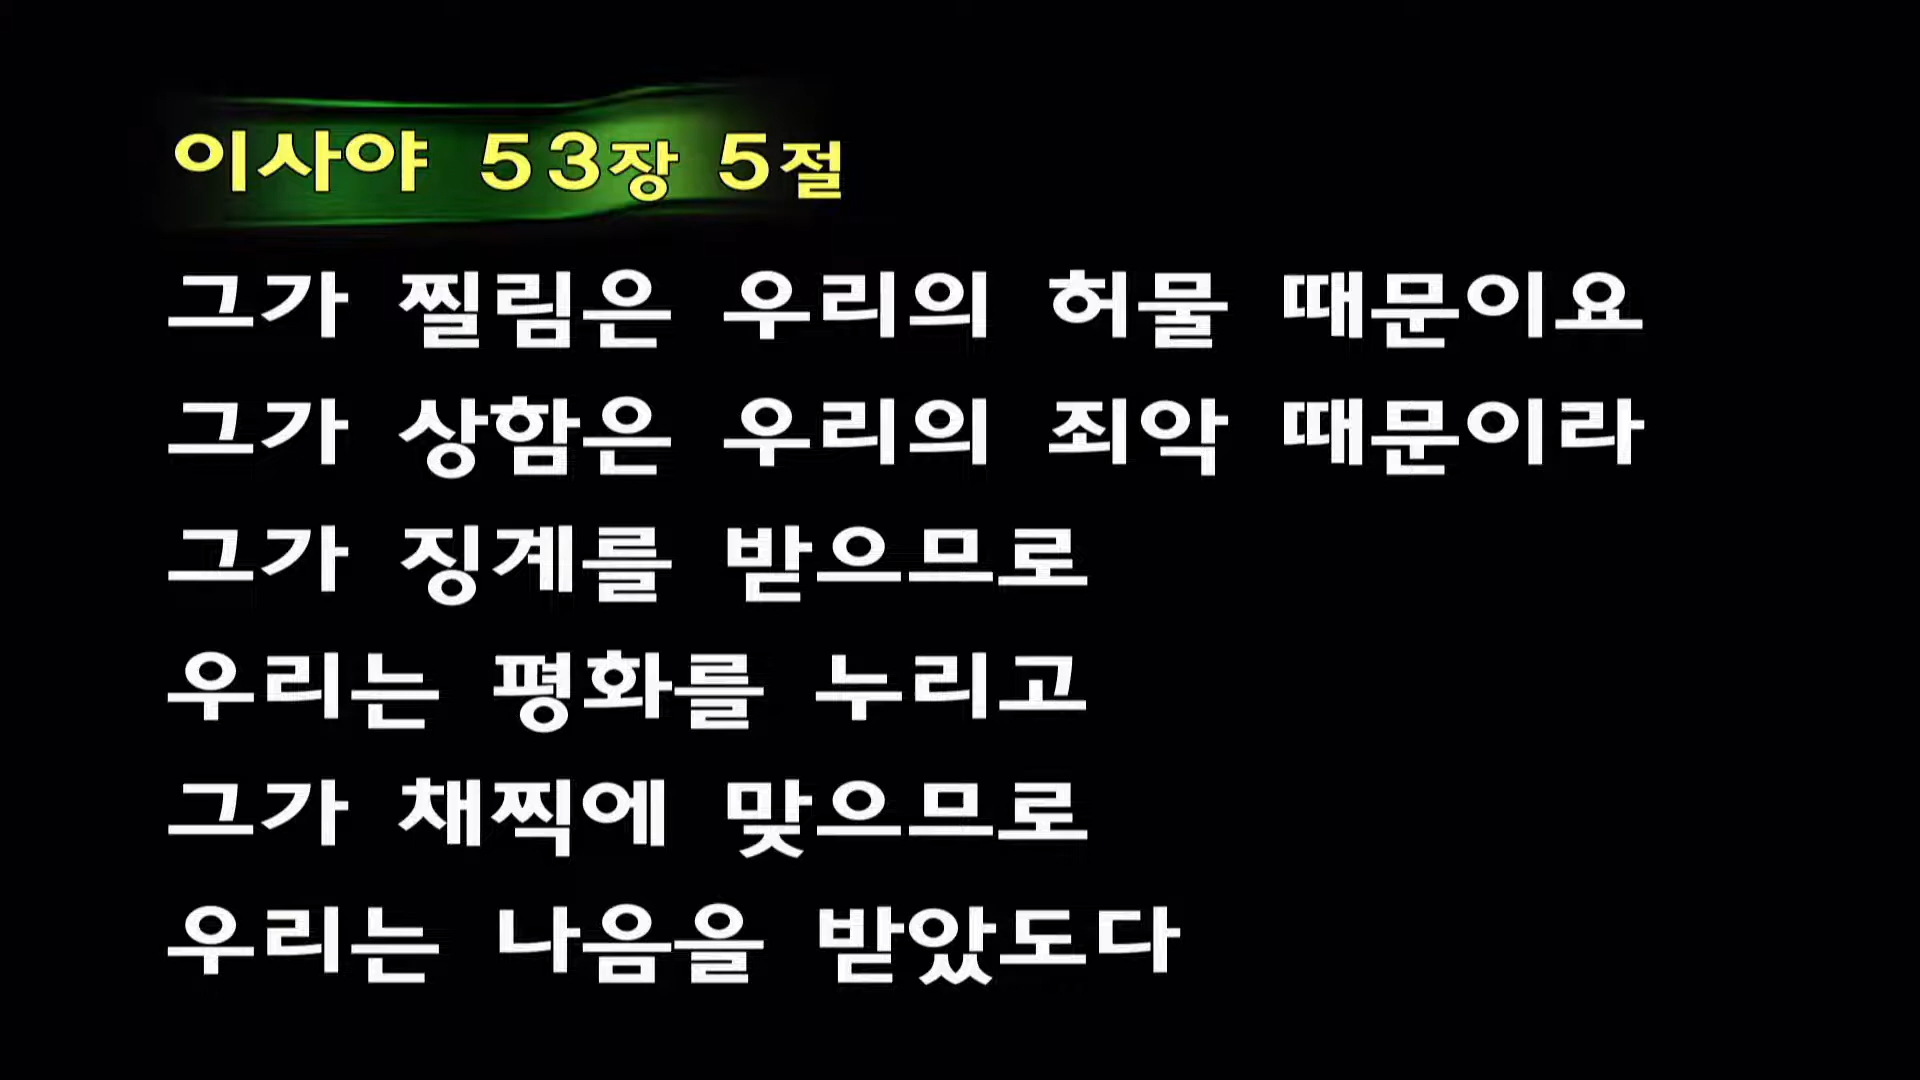 이사야 53장 5절
그가 찔림은 우리의 허물 때문이요
그가 상함은 우리의 죄악 때문이라
그가 징계를 받으므로
우리는 평화를 누리고
그가 채찍에 맞으므로
우리는 나음을 받았도다